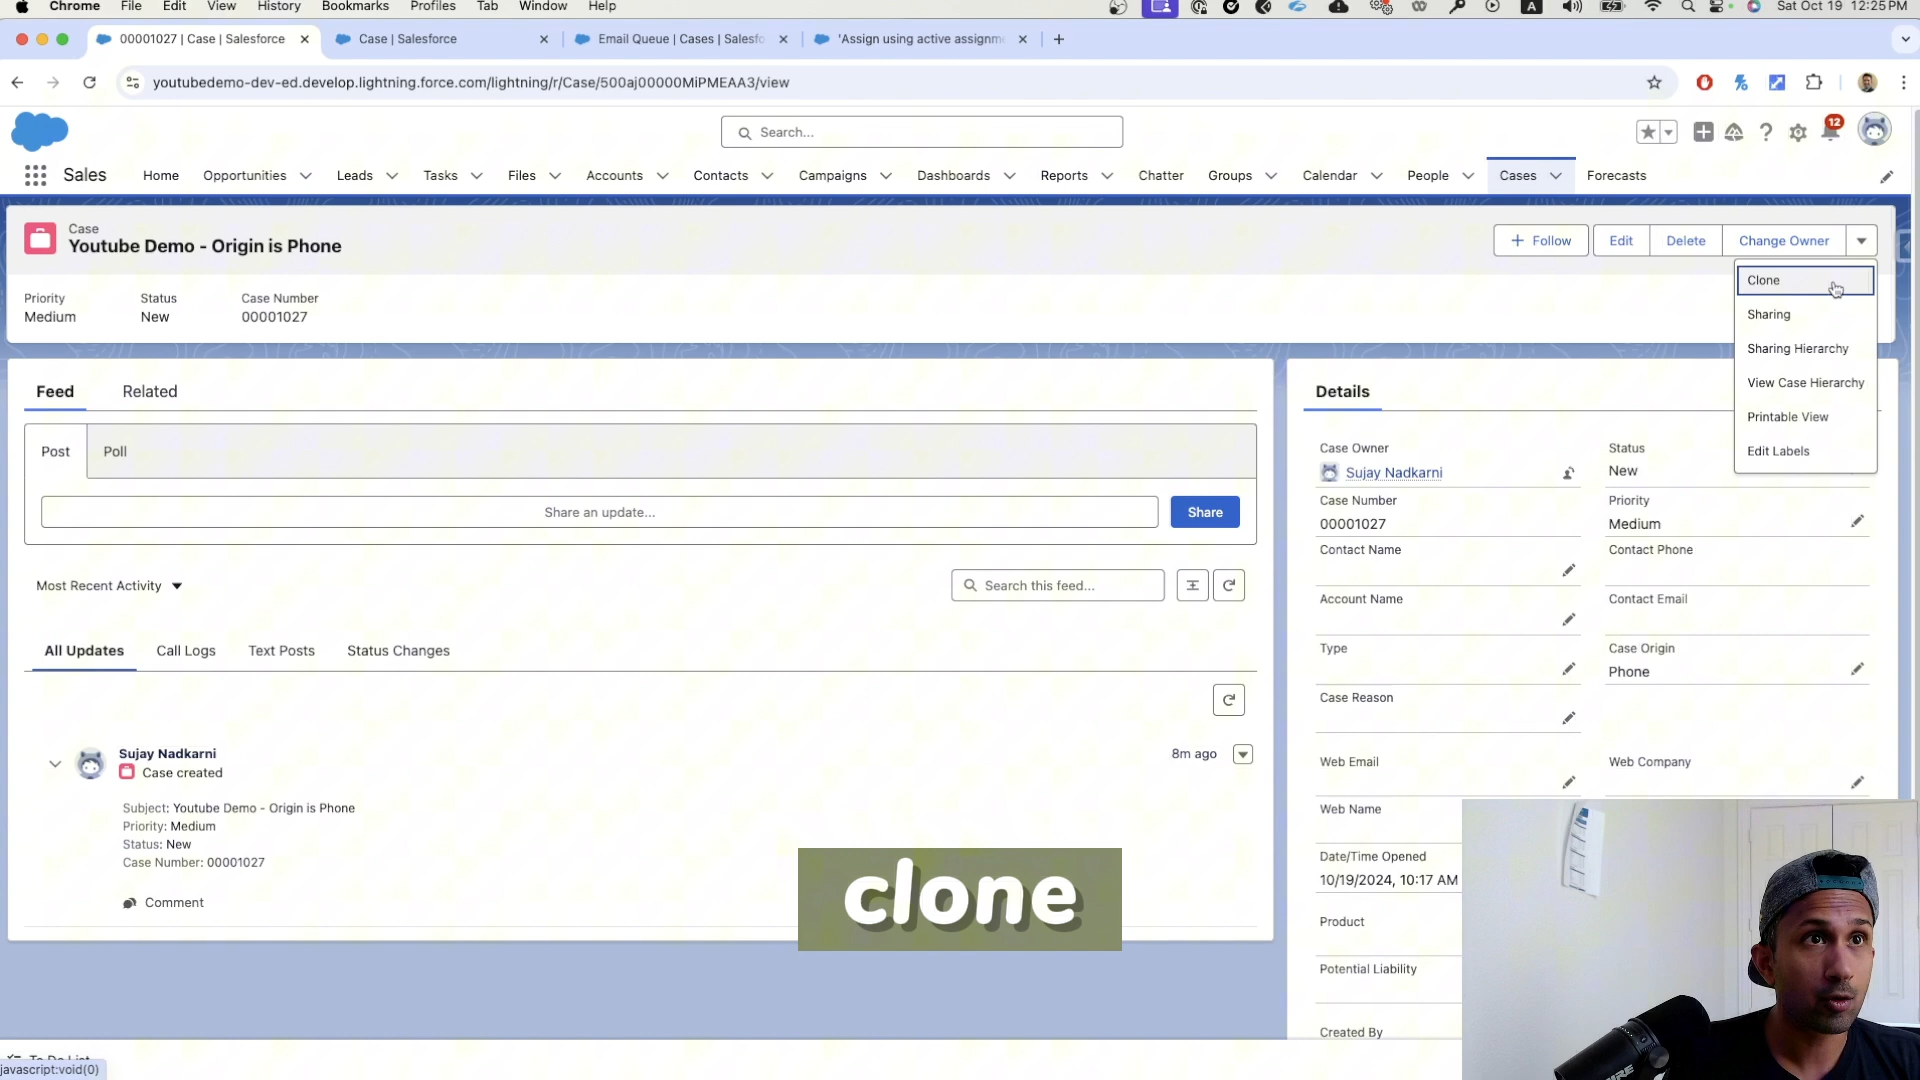 Chrome File Edit View History Bookmarks Profiles Tab Window Help
A
Sat Oct 19 12:25 PM
00001027 | Case | Salesforce
Case | Salesforce
Email Queue | Cases | Salesfo
'Assign using active assignm
youtubedemo-dev-ed.develop.lightning.force.com/lightning/r/Case/500aj00000MiPMEAA3/view
Search...
12
Sales Home Opportunities Leads Tasks Files Accounts Contacts Campaigns Dashboards Reports Chatter Groups Calendar People Cases Forecasts
Case
Youtube Demo - Origin is Phone
Follow Edit Delete Change Owner
Clone
Sharing
Sharing Hierarchy
View Case Hierarchy
Printable View
Edit Labels
Priority Status Case Number
Medium New 00001027
Feed Related
Post Poll
Share an update... Share
Most Recent Activity Search this feed...
All Updates Call Logs Text Posts Status Changes
Sujay Nadkarni 8m ago
Case created
Subject: Youtube Demo - Origin is Phone
Priority: Medium
Status: New
Case Number: 00001027
Comment
Details
Case Owner Status
Sujay Nadkarni New
Case Number Priority
00001027 Medium
Contact Name Contact Phone
Account Name Contact Email
Type Case Origin
Phone
Case Reason
Web Email Web Company
Web Name
Date/Time Opened
10/19/2024, 10:17 AM
Product
Potential Liability
Created By
clone
javascript:void(0)